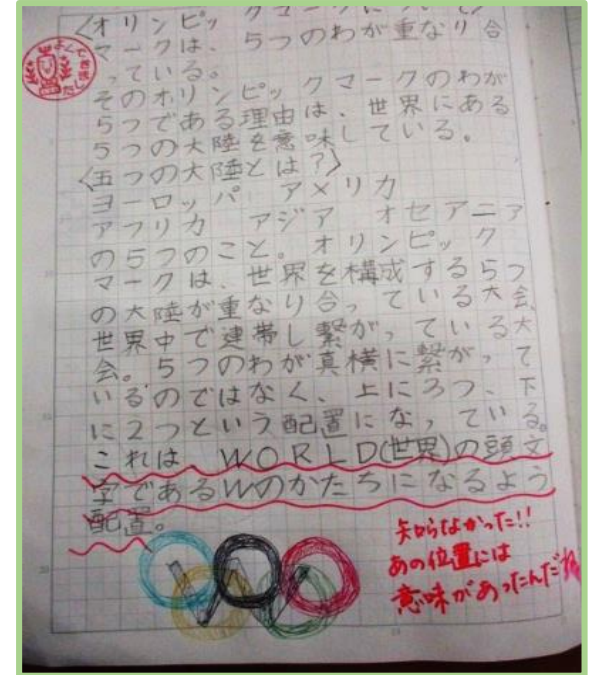 〈オリンピックマークについて〉
マークは、5つのわが重なり合
っている。
そのオリンピックマークのわが
5つである理由は、世界にある
5つの大陸を意味している。
〈五つの大陸とは?〉
ヨーロッパ　アメリカ
アフリカ　アジア　オセアニア
の5つのこと。オリンピック
マークは、世界を構成する5つ
の大陸が重なり合っている大会、
世界中で連帯し繋がっている大
会。5つのわが真横に繋がって
いるのではなく、上に3つ、下
に2つという配置になっている。
これは、WORLD(世界)の頭文
字であるWのかたちになるよう
配置。
知らなかった!!
あの位置には
意味があったんだね